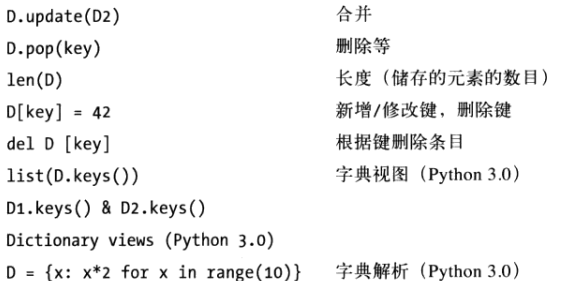 D.update(D2) 合并
D.pop(key) 删除等
len(D) 长度（储存的元素的数目）
D[key] = 42 新增/修改键，删除键
del D [key] 根据键删除条目
list(D.keys()) 字典视图（Python 3.0）
D1.keys() & D2.keys()
Dictionary views (Python 3.0)
D = {x: x*2 for x in range(10)} 字典解析（Python 3.0）